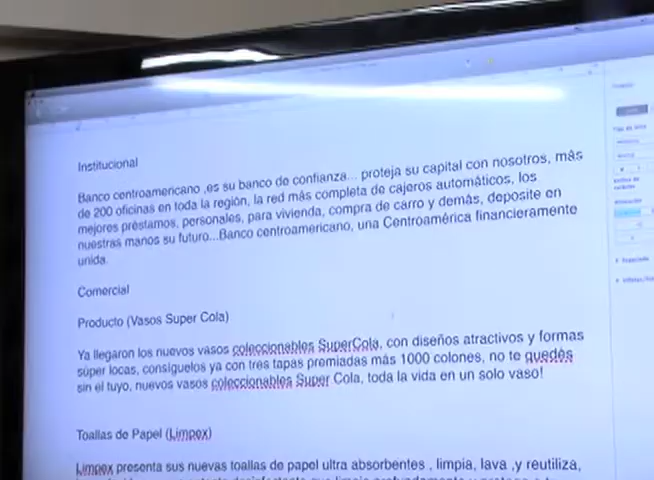 Institucional
Banco centroamericano ,es su banco de confianza... proteja su capital con nosotros, más
de 200 oficinas en toda la región, la red más completa de cajeros automáticos, los
mejores préstamos, personales, para vivienda, compra de carro y demás, deposite en
nuestras manos su futuro...Banco centroamericano, una Centroamérica financieramente
unida.
Comercial
Producto (Vasos Super Cola)
Ya llegaron los nuevos vasos coleccionables SuperCola, con diseños atractivos y formas
súper locas, consíguelos ya con tres tapas premiadas más 1000 colones, no te quedés
sin el tuyo, nuevos vasos coleccionables Super Cola, toda la vida en un solo vaso!
Toallas de Papel (Limpex)
Limpex presenta sus nuevas toallas de papel ultra absorbentes , limpia, lava ,y reutiliza,